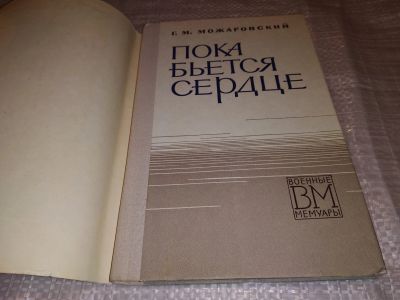 Г. М. МОЖАРОВСКИЙ
ПОКА
БЬЕТСЯ
СЕРДЦЕ
ВОЕННЫЕ
ВМ
МЕМУАРЫ